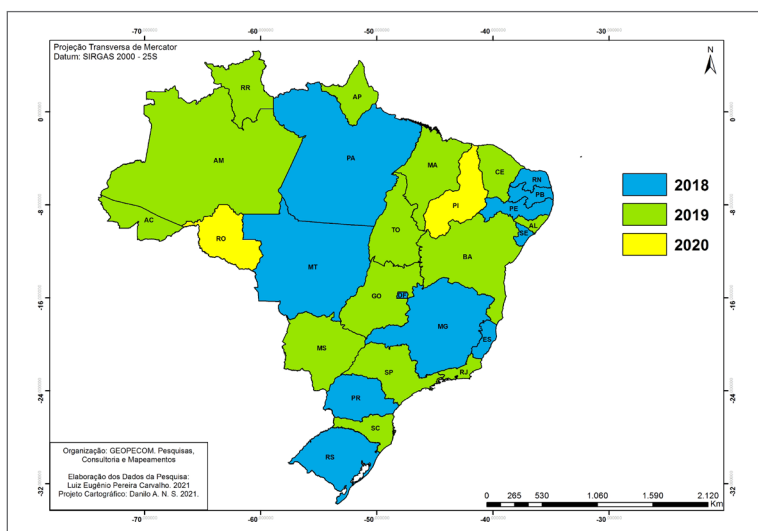 -70 -60 -50 -40 -30
Projeção Transversa de Mercator
Datum: SIRGAS 2000 - 25S
N
RR
AP
0
0
AM
PA
MA
CE
RN
PB
PE
PI
AL
SE
AC
RO
TO
BA
-8
-8
MT
GO
DF
-16
-16
MG
ES
MS
SP
RJ
PR
-24
-24
SC
RS
-32
-32
2018
2019
2020
Organização: GEOPECOM. Pesquisas,
Consultoria e Mapeamentos
Elaboração dos Dados da Pesquisa:
Luiz Eugênio Pereira Carvalho. 2021
Projeto Cartográfico: Danilo A. N. S. 2021.
0 265 530 1.060 1.590 2.120
Km
-70 -60 -50 -40 -30